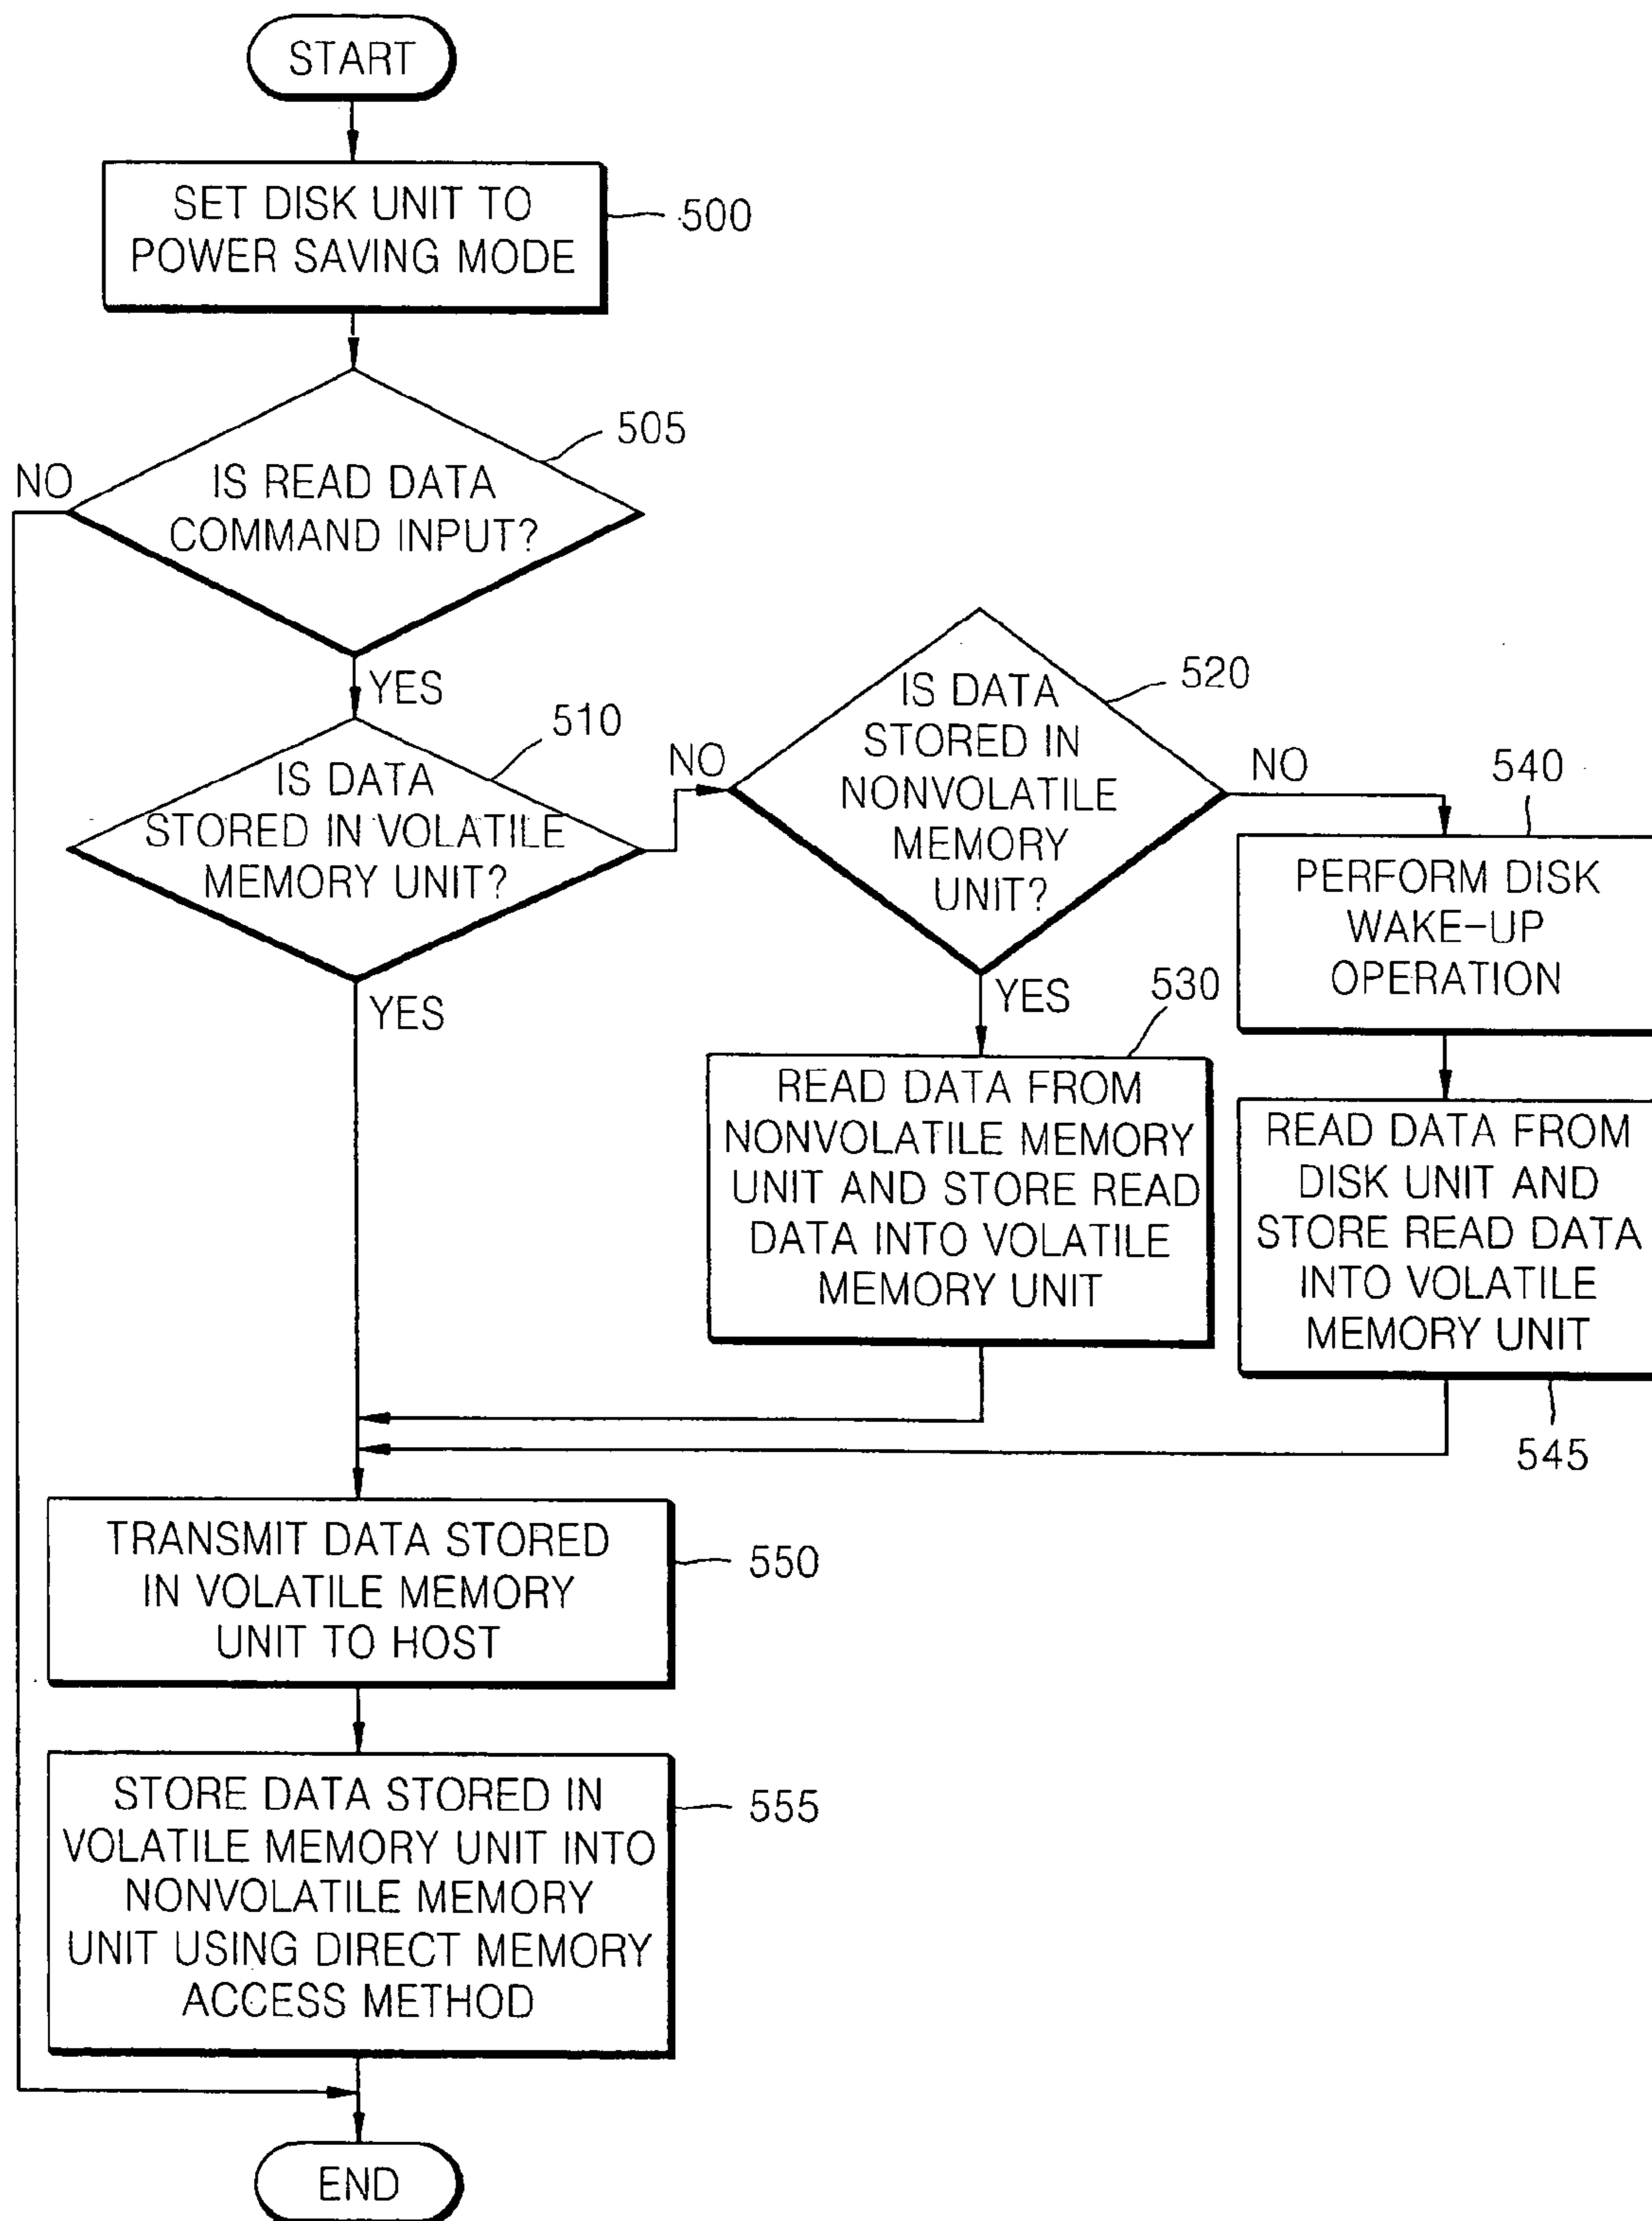 START
SET DISK UNIT TO
POWER SAVING MODE
500
505
NO
IS READ DATA
COMMAND INPUT?
YES
510
IS DATA
STORED IN VOLATILE
MEMORY UNIT?
NO
YES
520
IS DATA
STORED IN
NONVOLATILE
MEMORY
UNIT?
NO
YES
540
PERFORM DISK
WAKE-UP
OPERATION
530
READ DATA FROM
NONVOLATILE MEMORY
UNIT AND STORE READ
DATA INTO VOLATILE
MEMORY UNIT
READ DATA FROM
DISK UNIT AND
STORE READ DATA
INTO VOLATILE
MEMORY UNIT
545
TRANSMIT DATA STORED
IN VOLATILE MEMORY
UNIT TO HOST
550
STORE DATA STORED IN
VOLATILE MEMORY UNIT INTO
NONVOLATILE MEMORY
UNIT USING DIRECT MEMORY
ACCESS METHOD
555
END